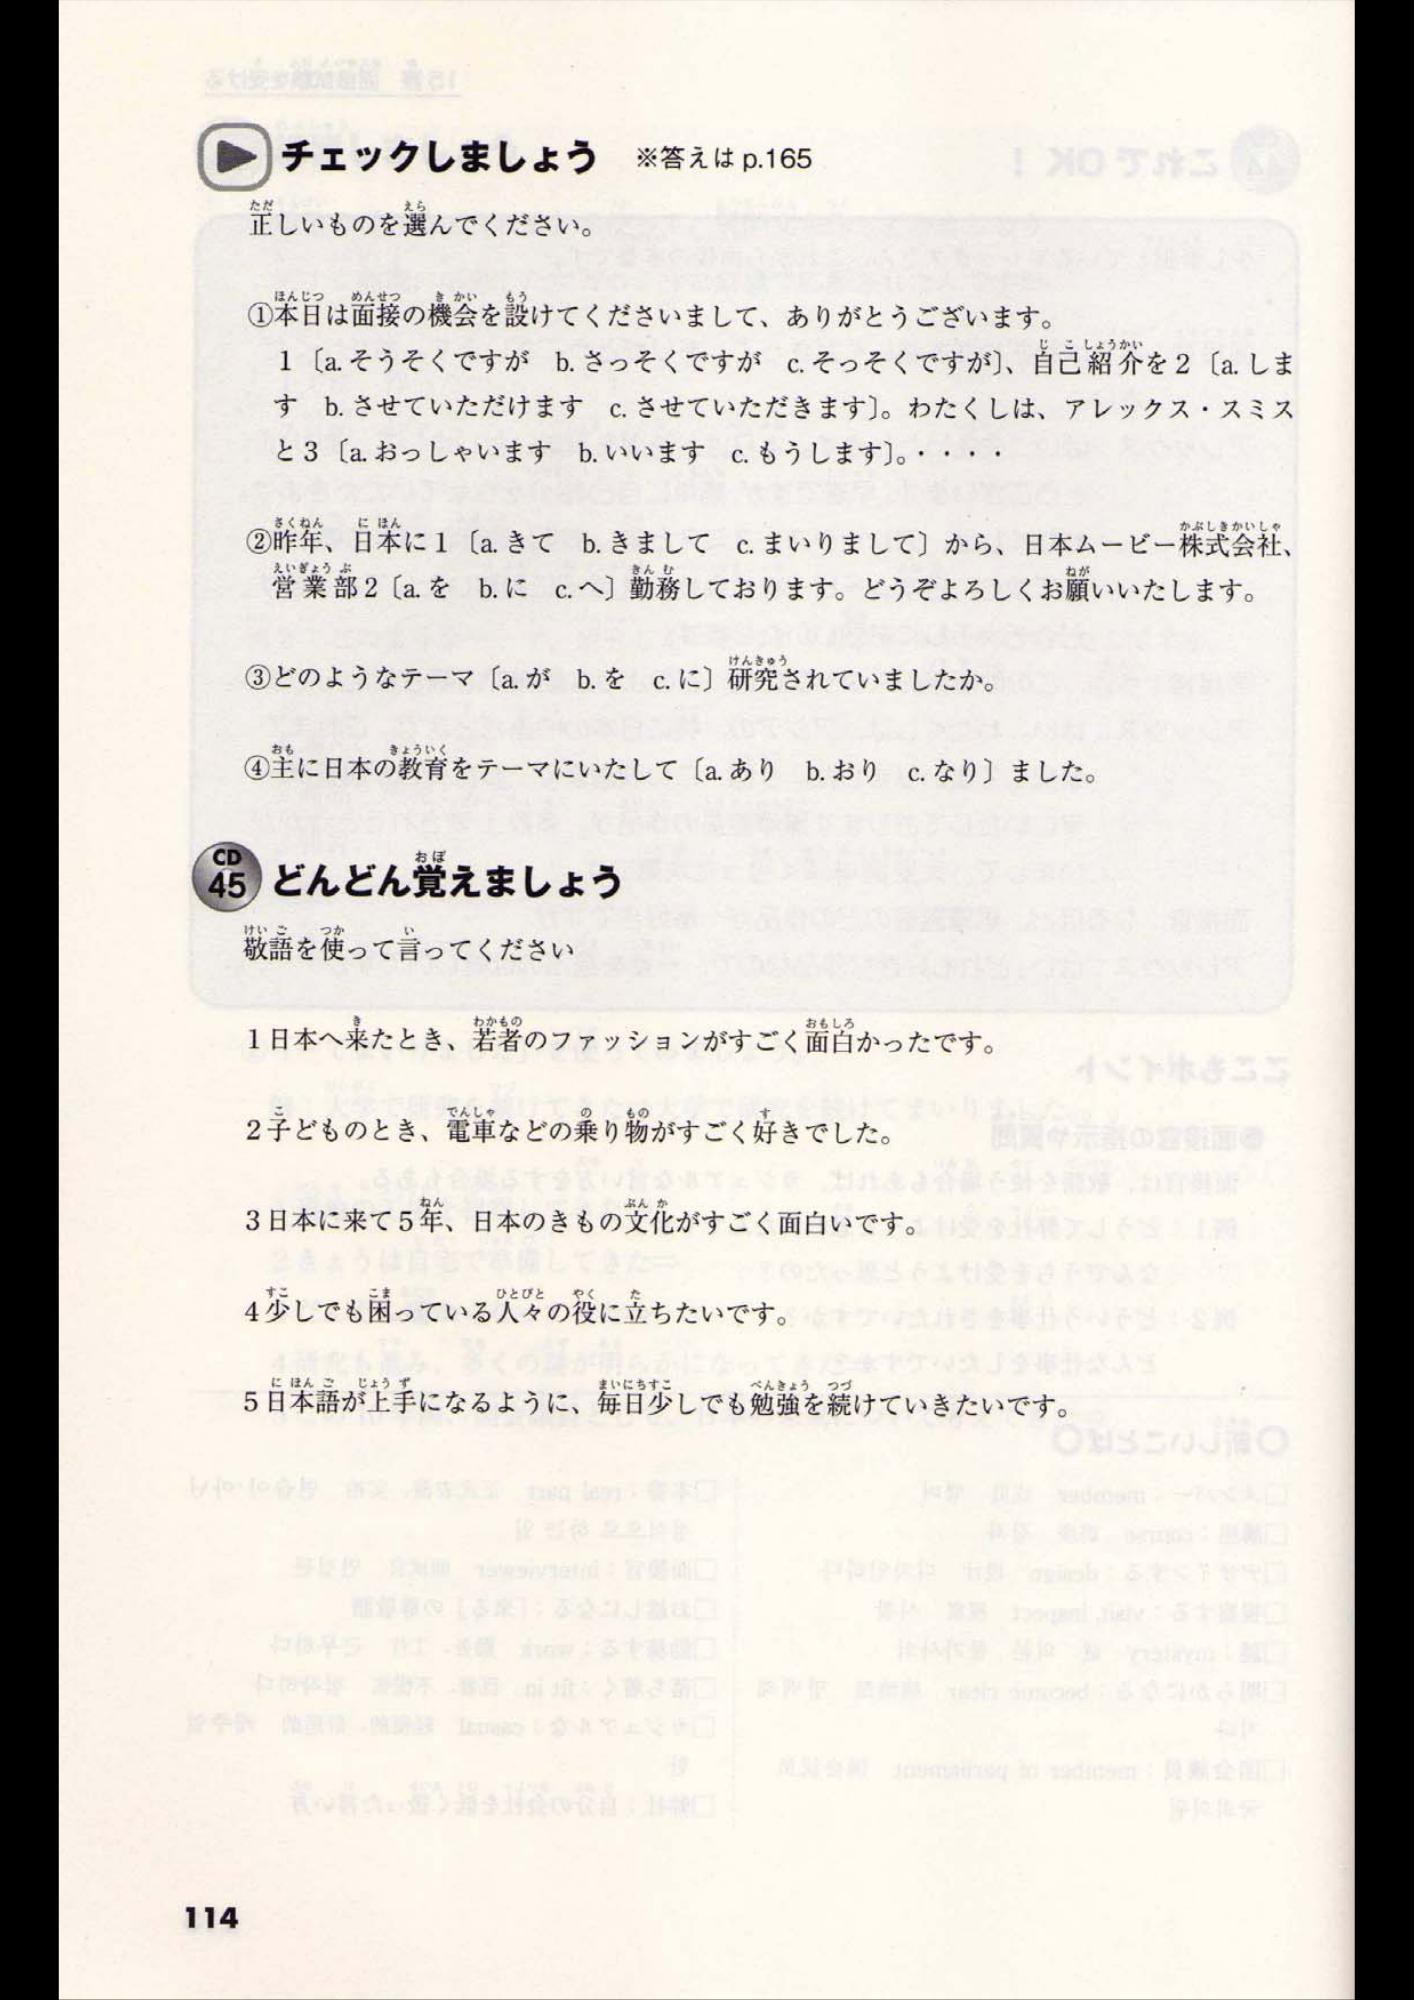 チェックしましょう ※答えは p.165
正しいものを選んでください。
①本日は面接の機会を設けてくださいまして、ありがとうございます。
1〔a.そうそくですが b.さっそくですが c.そっそくですが〕、自己紹介を2〔a.しま
す b.させていただけます c.させていただきます〕。わたくしは、アレックス・スミス
と3〔a.おっしゃいます b.いいます c.もうします〕。・・・・
②昨年、日本に1〔a.きて b.きまして c.まいりまして〕から、日本ムービー株式会社、
営業部2〔a.を b.に c.へ〕勤務しております。どうぞよろしくお願いいたします。
③どのようなテーマ〔a.が b.を c.に〕研究されていましたか。
④主に日本の教育をテーマにいたして〔a.あり b.おり c.なり〕ました。
CD
45 どんどん覚えましょう
敬語を使って言ってください
1日本へ来たとき、若者のファッションがすごく面白かったです。
2子どものとき、電車などの乗り物がすごく好きでした。
3日本に来て5年、日本のきもの文化がすごく面白いです。
4少しでも困っている人々の役に立ちたいです。
5日本語が上手になるように、毎日少しでも勉強を続けていきたいです。
114